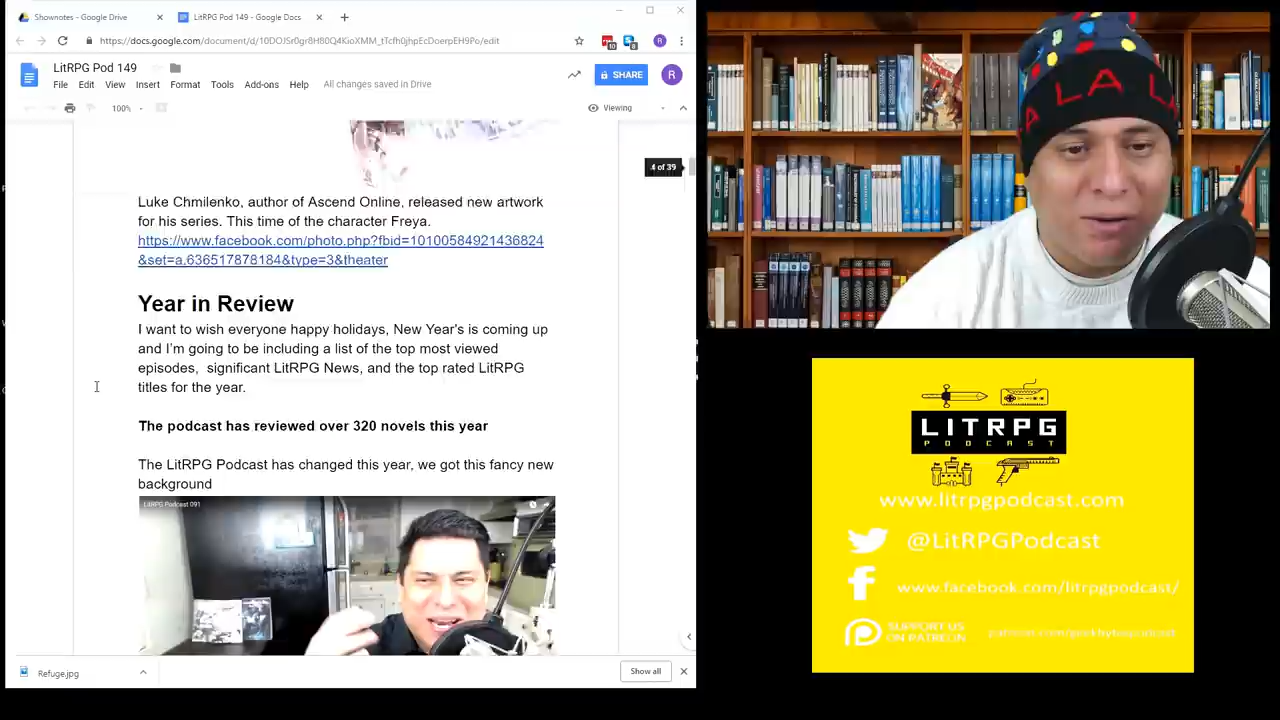 Shownotes - Google Drive
LitRPG Pod 149 - Google Docs
https://docs.google.com/document/d/10DOJSr0gr8H80Q4KioXMM_tTcfh0jhpEcDoerpEH9Po/edit
10
8
R
LitRPG Pod 149
File Edit View Insert Format Tools Add-ons Help All changes saved in Drive
SHARE
R
100%
Viewing
4 of 39
Luke Chmilenko, author of Ascend Online, released new artwork
for his series. This time of the character Freya.
https://www.facebook.com/photo.php?fbid=10100584921436824
&set=a.636517878184&type=3&theater
Year in Review
I want to wish everyone happy holidays, New Year's is coming up
and I'm going to be including a list of the top most viewed
episodes, significant LitRPG News, and the top rated LitRPG
titles for the year.
The podcast has reviewed over 320 novels this year
The LitRPG Podcast has changed this year, we got this fancy new
background
LitRPG Podcast 091
Refuge.jpg
Show all
LA LA
LITRPG
PODCAST
www.litrpgpodcast.com
@LitRPGPodcast
www.facebook.com/litrpgpodcast/
SUPPORT US
ON PATREON
patreon.com/geekbytespodcast